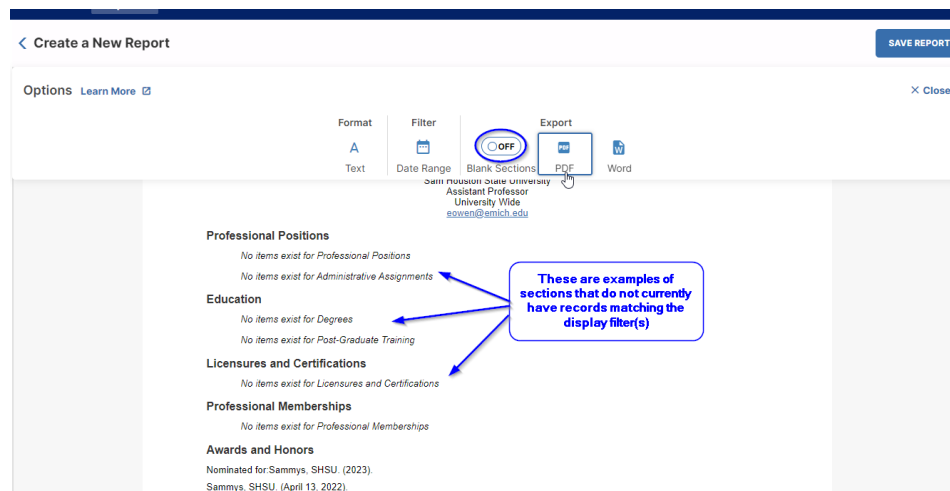 Create a New Report
SAVE REPORT
Options Learn More
Close
Format Filter Export
OFF
PDF
W
A
Text Date Range Blank Sections PDF Word
Sam Houston State University
Assistant Professor
University Wide
eowen@emich.edu
Professional Positions
No items exist for Professional Positions
No items exist for Administrative Assignments
These are examples of
sections that do not currently
have records matching the
display filter(s)
Education
No items exist for Degrees
No items exist for Post-Graduate Training
Licensures and Certifications
No items exist for Licensures and Certifications
Professional Memberships
No items exist for Professional Memberships
Awards and Honors
Nominated for:Sammys, SHSU. (2023).
Sammys, SHSU. (April 13, 2022).